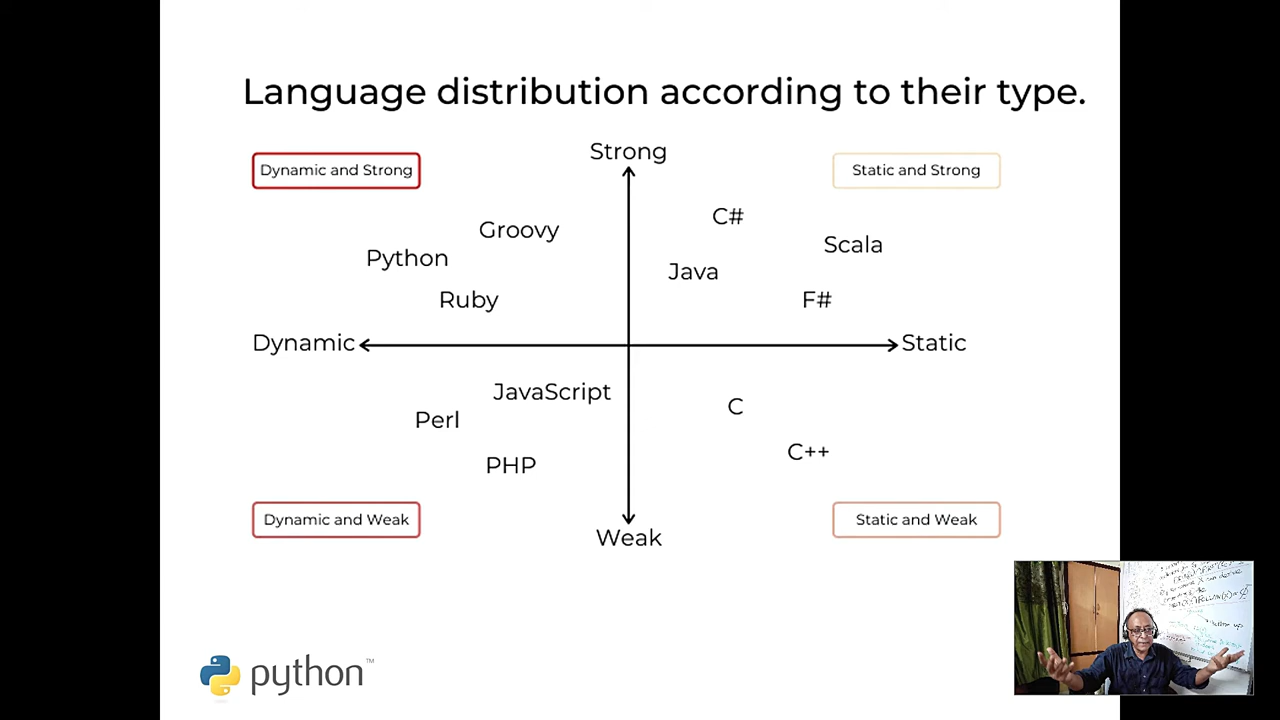 Language distribution according to their type.
Strong
Dynamic and Strong
Static and Strong
C#
Groovy
Scala
Python
Java
Ruby
F#
Dynamic
Static
JavaScript
C
Perl
C++
PHP
Dynamic and Weak
Static and Weak
Weak
python™